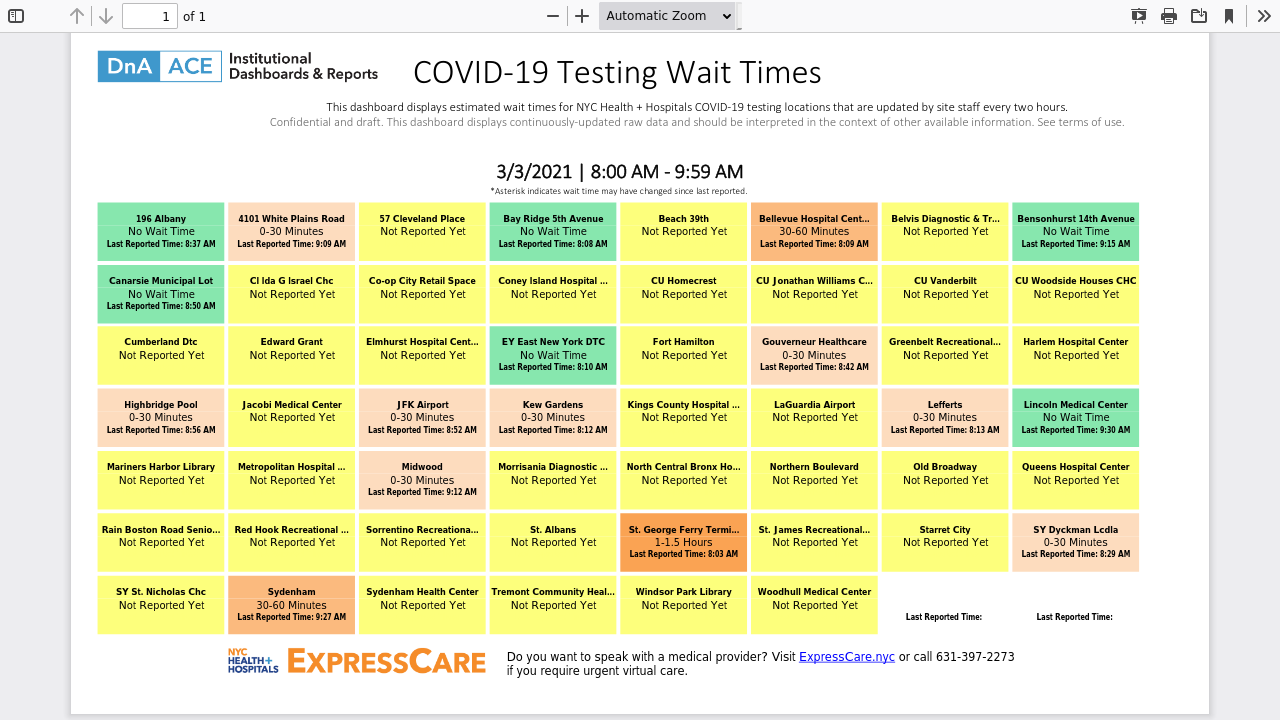 1 of 1
Automatic Zoom
DnA ACE Institutional Dashboards & Reports
COVID-19 Testing Wait Times
This dashboard displays estimated wait times for NYC Health + Hospitals COVID-19 testing locations that are updated by site staff every two hours.
Confidential and draft. This dashboard displays continuously-updated raw data and should be interpreted in the context of other available information. See terms of use.
3/3/2021 | 8:00 AM - 9:59 AM
*Asterisk indicates wait time may have changed since last reported.
196 Albany
No Wait Time
Last Reported Time: 8:37 AM
4101 White Plains Road
0-30 Minutes
Last Reported Time: 9:09 AM
57 Cleveland Place
Not Reported Yet
Bay Ridge 5th Avenue
No Wait Time
Last Reported Time: 8:08 AM
Beach 39th
Not Reported Yet
Bellevue Hospital Cent...
30-60 Minutes
Last Reported Time: 8:09 AM
Belvis Diagnostic & Tr...
Not Reported Yet
Bensonhurst 14th Avenue
No Wait Time
Last Reported Time: 9:15 AM
Canarsie Municipal Lot
No Wait Time
Last Reported Time: 8:50 AM
CI Ida G Israel Chc
Not Reported Yet
Co-op City Retail Space
Not Reported Yet
Coney Island Hospital ...
Not Reported Yet
CU Homecrest
Not Reported Yet
CU Jonathan Williams C...
Not Reported Yet
CU Vanderbilt
Not Reported Yet
CU Woodside Houses CHC
Not Reported Yet
Cumberland Dtc
Not Reported Yet
Edward Grant
Not Reported Yet
Elmhurst Hospital Cent...
Not Reported Yet
EY East New York DTC
No Wait Time
Last Reported Time: 8:10 AM
Fort Hamilton
Not Reported Yet
Gouverneur Healthcare
0-30 Minutes
Last Reported Time: 8:42 AM
Greenbelt Recreational...
Not Reported Yet
Harlem Hospital Center
Not Reported Yet
Highbridge Pool
0-30 Minutes
Last Reported Time: 8:56 AM
Jacobi Medical Center
Not Reported Yet
JFK Airport
0-30 Minutes
Last Reported Time: 8:52 AM
Kew Gardens
0-30 Minutes
Last Reported Time: 8:12 AM
Kings County Hospital ...
Not Reported Yet
LaGuardia Airport
Not Reported Yet
Lefferts
0-30 Minutes
Last Reported Time: 8:13 AM
Lincoln Medical Center
No Wait Time
Last Reported Time: 9:30 AM
Mariners Harbor Library
Not Reported Yet
Metropolitan Hospital ...
Not Reported Yet
Midwood
0-30 Minutes
Last Reported Time: 9:12 AM
Morrisania Diagnostic ...
Not Reported Yet
North Central Bronx Ho...
Not Reported Yet
Northern Boulevard
Not Reported Yet
Old Broadway
Not Reported Yet
Queens Hospital Center
Not Reported Yet
Rain Boston Road Senio...
Not Reported Yet
Red Hook Recreational ...
Not Reported Yet
Sorrentino Recreationa...
Not Reported Yet
St. Albans
Not Reported Yet
St. George Ferry Termi...
1-1.5 Hours
Last Reported Time: 8:03 AM
St. James Recreational...
Not Reported Yet
Starret City
Not Reported Yet
SY Dyckman Lcdla
0-30 Minutes
Last Reported Time: 8:29 AM
SY St. Nicholas Chc
Not Reported Yet
Sydenham
30-60 Minutes
Last Reported Time: 9:27 AM
Sydenham Health Center
Not Reported Yet
Tremont Community Heal...
Not Reported Yet
Windsor Park Library
Not Reported Yet
Woodhull Medical Center
Not Reported Yet
Last Reported Time:
Last Reported Time:
NYC
HEALTH+
HOSPITALS
EXPRESSCARE
Do you want to speak with a medical provider? Visit ExpressCare.nyc or call 631-397-2273
if you require urgent virtual care.